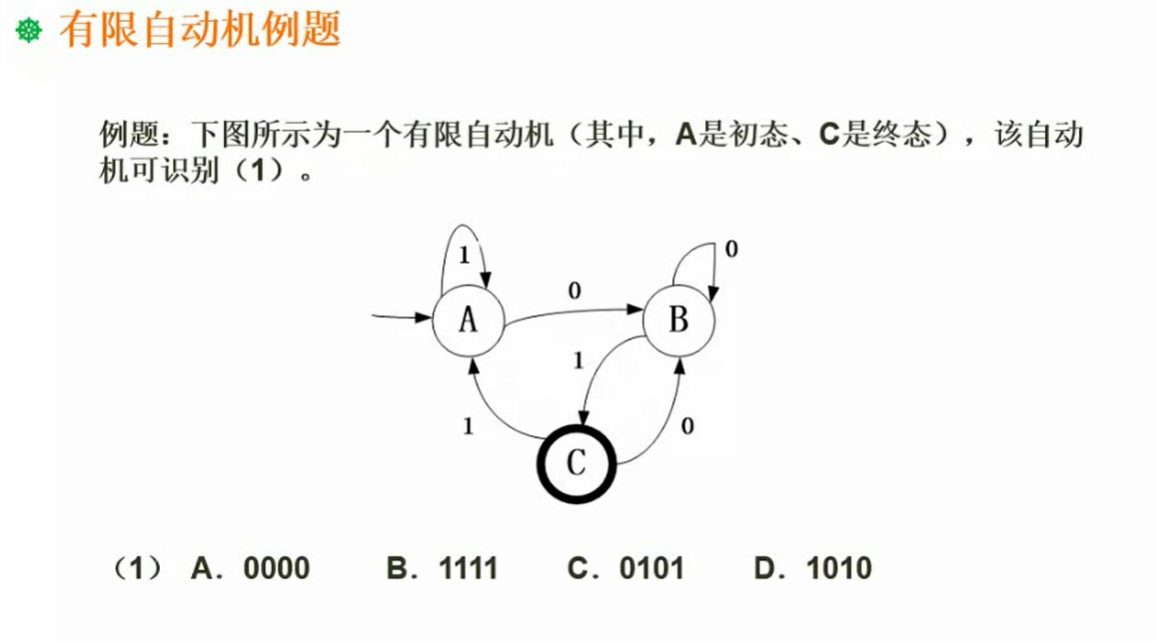 有限自动机例题
例题：下图所示为一个有限自动机（其中，A是初态、C是终态），该自动
机可识别（1）。
1
0
0
A
B
1
1
0
C
（1） A．0000 B．1111 C．0101 D．1010